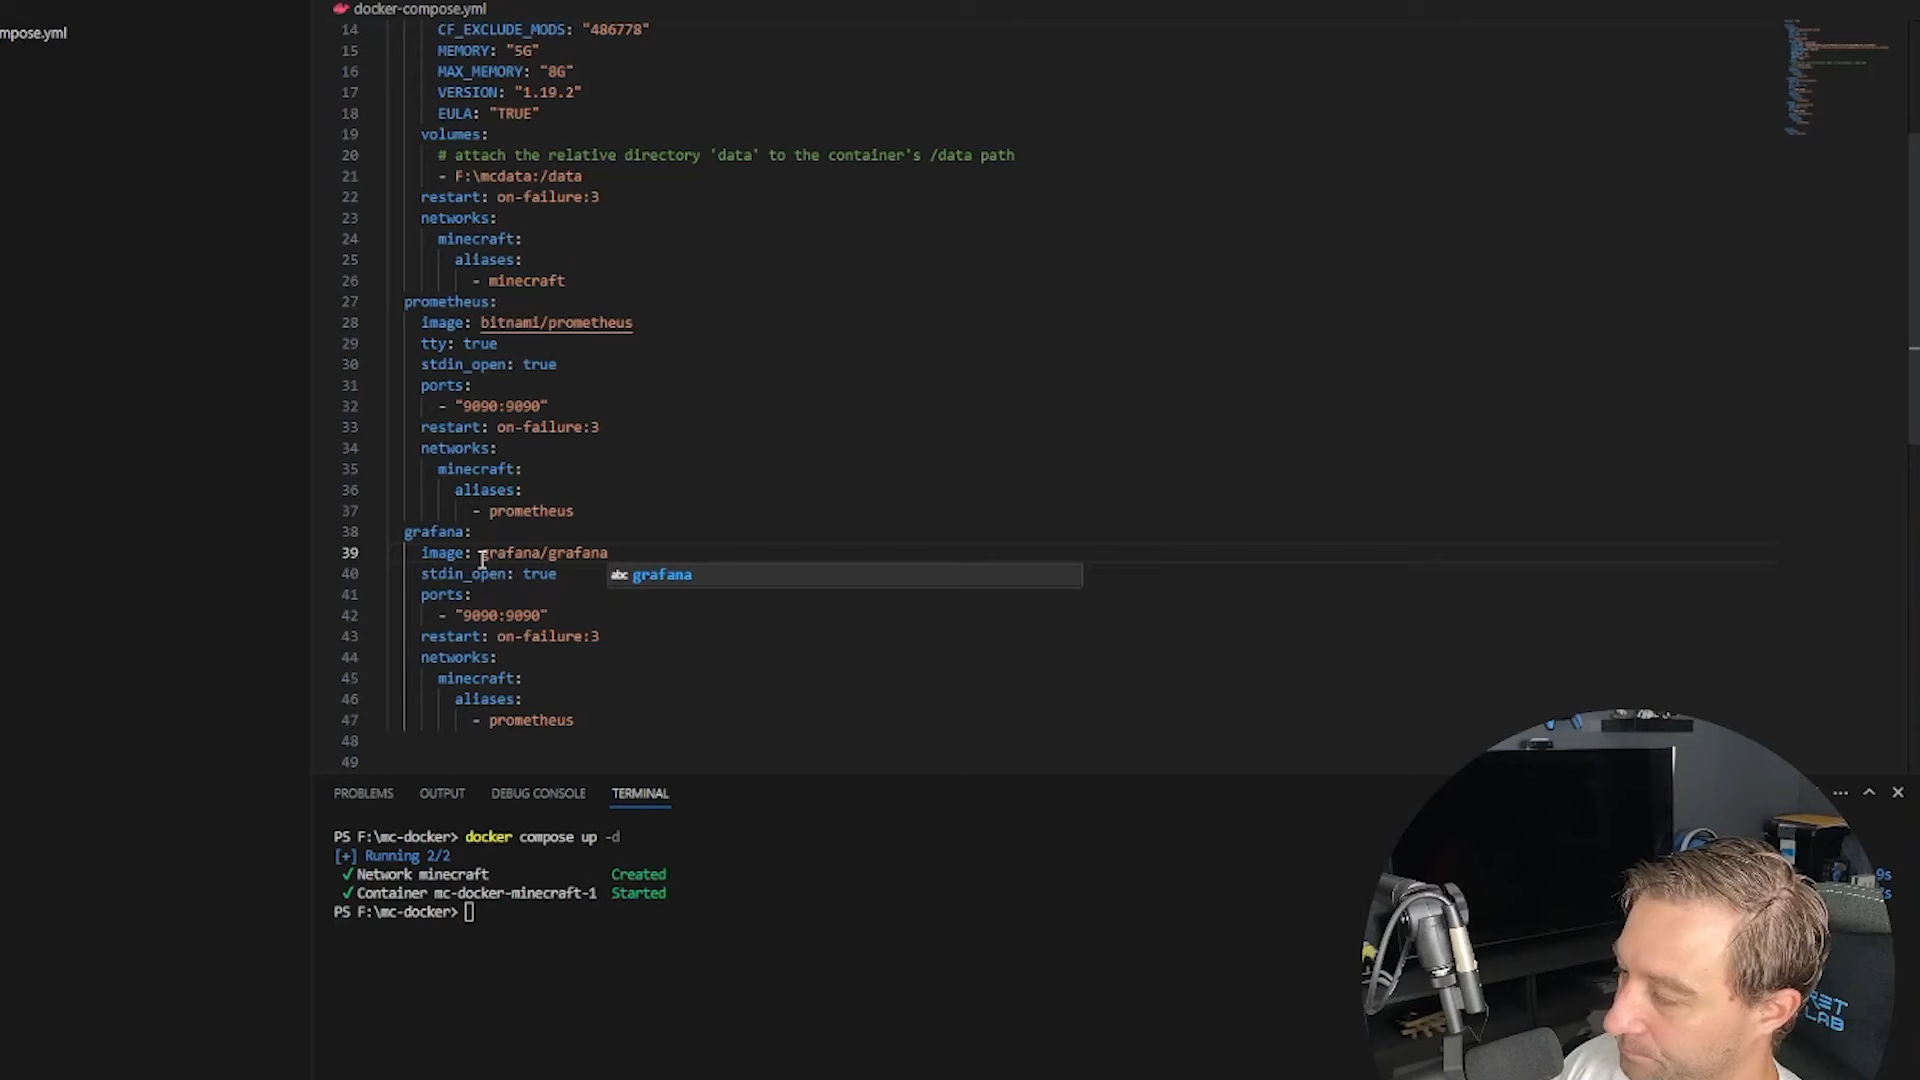 mpose.yml
docker-compose.yml
14 CF_EXCLUDE_MODS: "486778"
15 MEMORY: "5G"
16 MAX_MEMORY: "8G"
17 VERSION: "1.19.2"
18 EULA: "TRUE"
19 volumes:
20 # attach the relative directory 'data' to the container's /data path
21 - F:\mcdata:/data
22 restart: on-failure:3
23 networks:
24 minecraft:
25 aliases:
26 - minecraft
27 prometheus:
28 image: bitnami/prometheus
29 tty: true
30 stdin_open: true
31 ports:
32 - "9090:9090"
33 restart: on-failure:3
34 networks:
35 minecraft:
36 aliases:
37 - prometheus
38 grafana:
39 image: grafana/grafana
40 stdin_open: true
abc grafana
41 ports:
42 - "9090:9090"
43 restart: on-failure:3
44 networks:
45 minecraft:
46 aliases:
47 - prometheus
48
49
PROBLEMS OUTPUT DEBUG CONSOLE TERMINAL
PS F:\mc-docker> docker compose up -d
[+] Running 2/2
✓Network minecraft Created
✓Container mc-docker-minecraft-1 Started
PS F:\mc-docker>
9s
s
RET
LAB